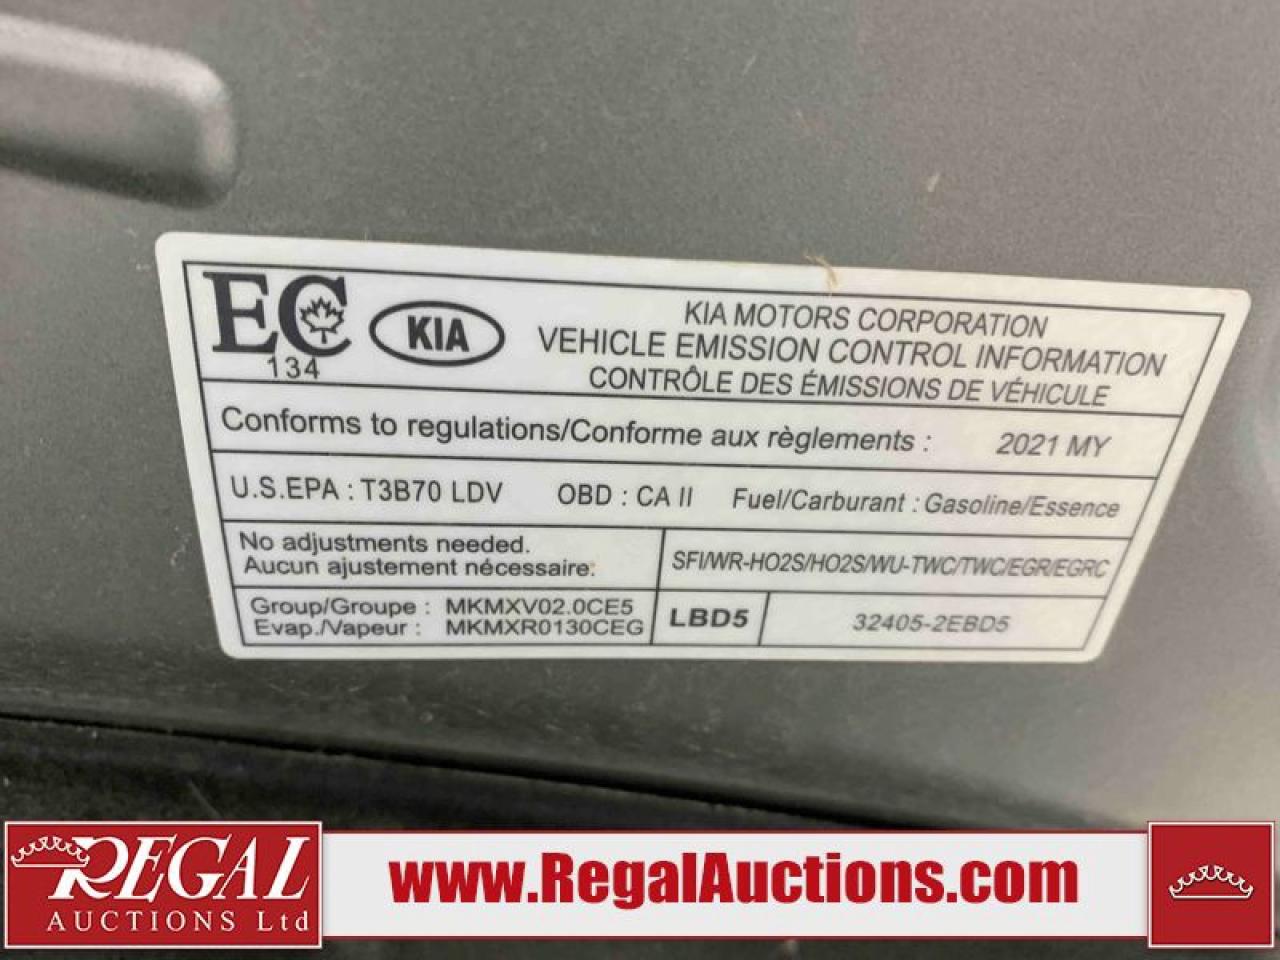 EC
134
KIA
KIA MOTORS CORPORATION
VEHICLE EMISSION CONTROL INFORMATION
CONTRÔLE DES ÉMISSIONS DE VÉHICULE
Conforms to regulations/Conforme aux règlements : 2021 MY
U.S.EPA : T3B70 LDV OBD : CA II Fuel/Carburant : Gasoline/Essence
No adjustments needed.
Aucun ajustement nécessaire.
SFI/WR-HO2S/HO2S/WU-TWC/TWC/EGR/EGRC
Group/Groupe : MKMXV02.0CE5
Evap./Vapeur : MKMXR0130CEG
LBD5
32405-2EBD5
REGAL
AUCTIONS Ltd
www.RegalAuctions.com